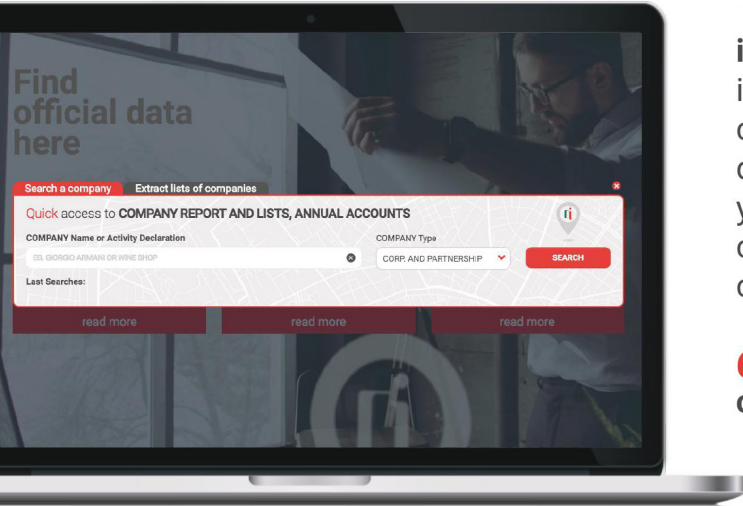 Find
official data
here
Search a company Extract lists of companies
Quick access to COMPANY REPORT AND LISTS, ANNUAL ACCOUNTS
COMPANY Name or Activity Declaration COMPANY Type
ES. GIORGIO ARMANI OR WINE SHOP CORP. AND PARTNERSHIP SEARCH
Last Searches:
read more read more read more
ri